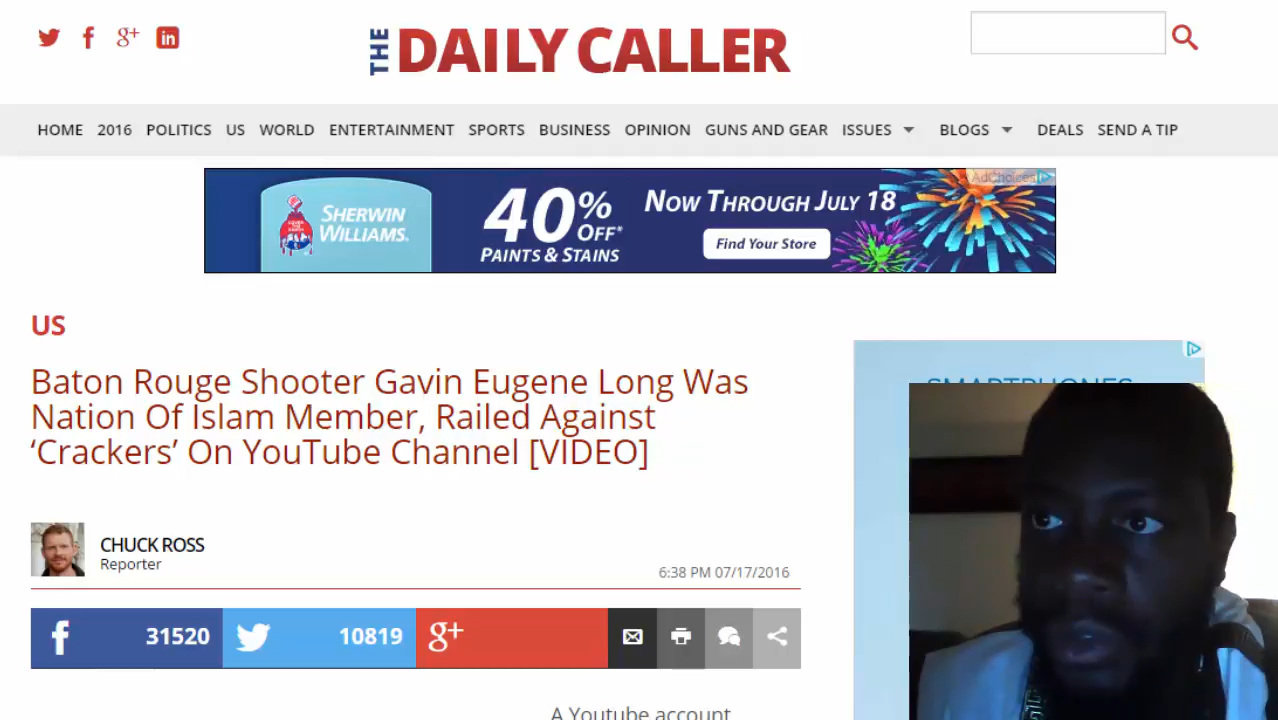 THE DAILY CALLER
HOME 2016 POLITICS US WORLD ENTERTAINMENT SPORTS BUSINESS OPINION GUNS AND GEAR ISSUES BLOGS DEALS SEND A TIP
AdChoices
SHERWIN
WILLIAMS.
40%
OFF*
PAINTS & STAINS
NOW THROUGH JULY 18
Find Your Store
US
Baton Rouge Shooter Gavin Eugene Long Was
Nation Of Islam Member, Railed Against
‘Crackers’ On YouTube Channel [VIDEO]
CHUCK ROSS
Reporter
6:38 PM 07/17/2016
31520
10819
g+
SMARTPHONES
A Youtube account